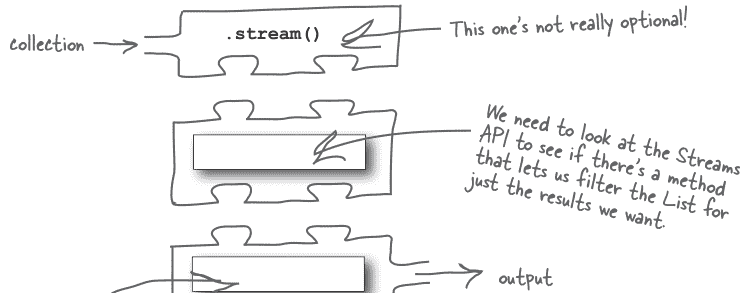 collection
.stream()
This one's not really optional!
We need to look at the Streams
API to see if there's a method
that lets us filter the List for
just the results we want.
output